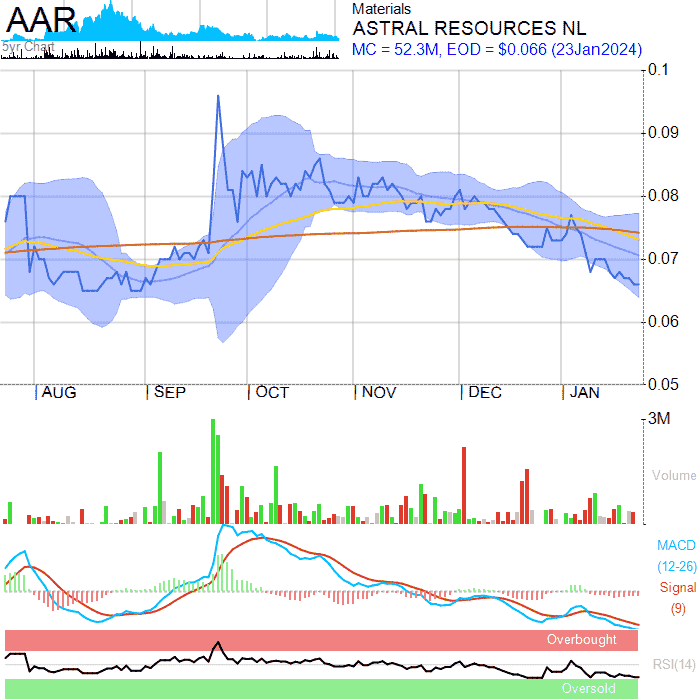 AAR
5yr Chart
Materials
ASTRAL RESOURCES NL
MC = 52.3M, EOD = $0.066 (23Jan2024)
0.1
0.09
0.08
0.07
0.06
0.05
AUG SEP OCT NOV DEC JAN
3M
Volume
MACD
(12-26)
Signal
(9)
Overbought
RSI(14)
Oversold